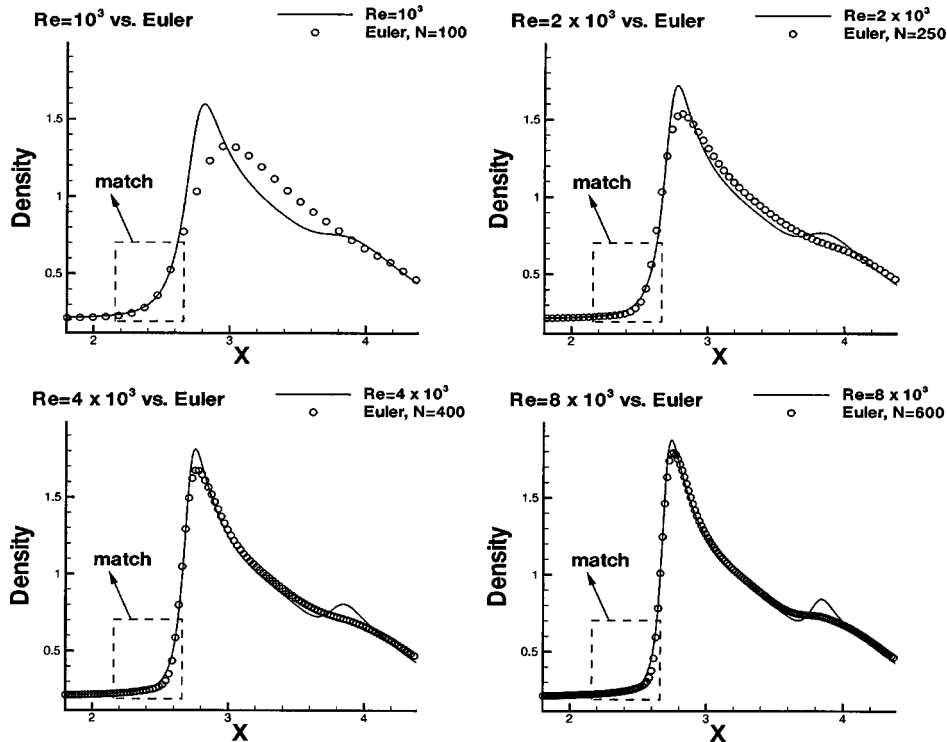 Re=10³ vs. Euler
Re=10³
Euler, N=100
Density
1.5
1
0.5
match
2
3
4
X
Re=2 x 10³ vs. Euler
Re=2 x 10³
Euler, N=250
Density
1.5
1
0.5
match
2
3
4
X
Re=4 x 10³ vs. Euler
Re=4 x 10³
Euler, N=400
Density
1.5
1
0.5
match
2
3
4
X
Re=8 x 10³ vs. Euler
Re=8 x 10³
Euler, N=600
Density
1.5
1
0.5
match
2
3
4
X